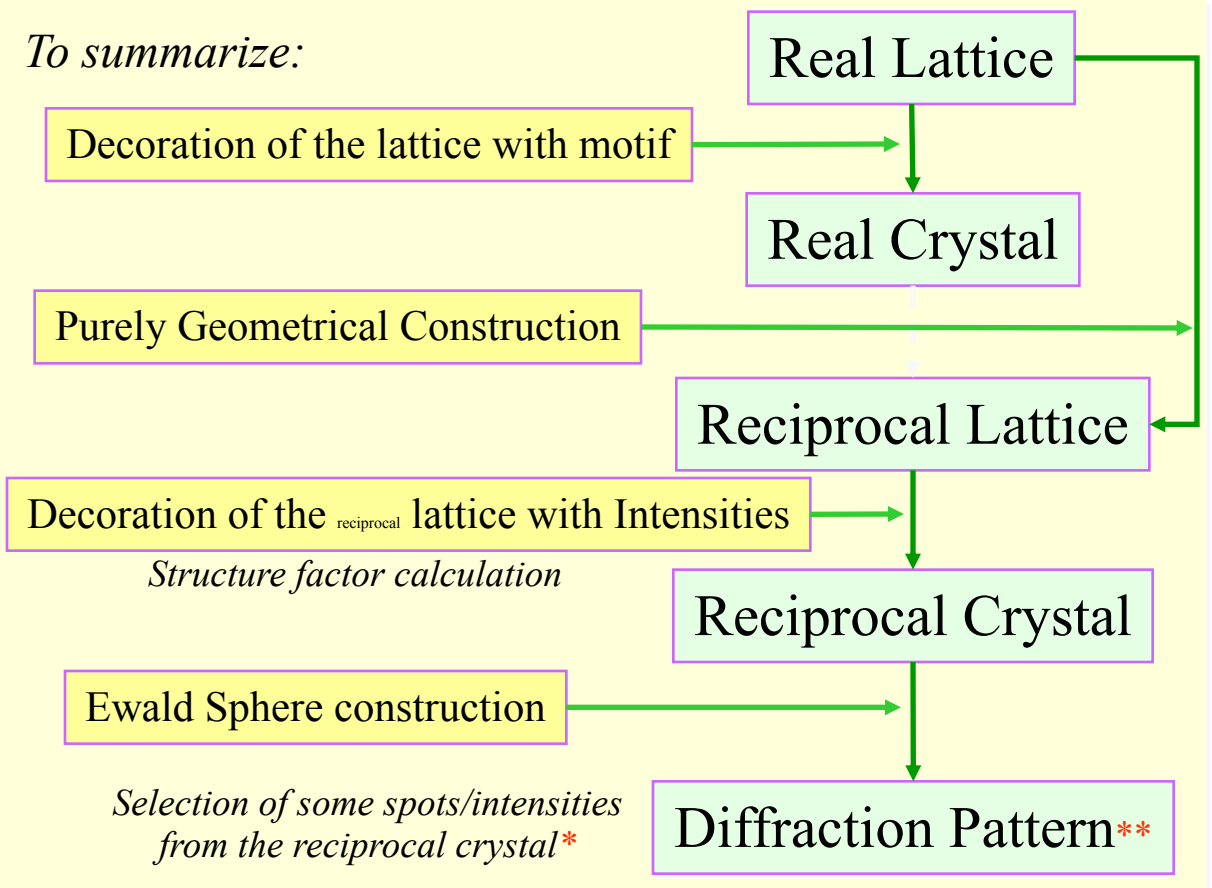 To summarize:
Real Lattice
Decoration of the lattice with motif
Real Crystal
Purely Geometrical Construction
Reciprocal Lattice
Decoration of the reciprocal lattice with Intensities
Structure factor calculation
Reciprocal Crystal
Ewald Sphere construction
Selection of some spots/intensities
from the reciprocal crystal*
Diffraction Pattern**